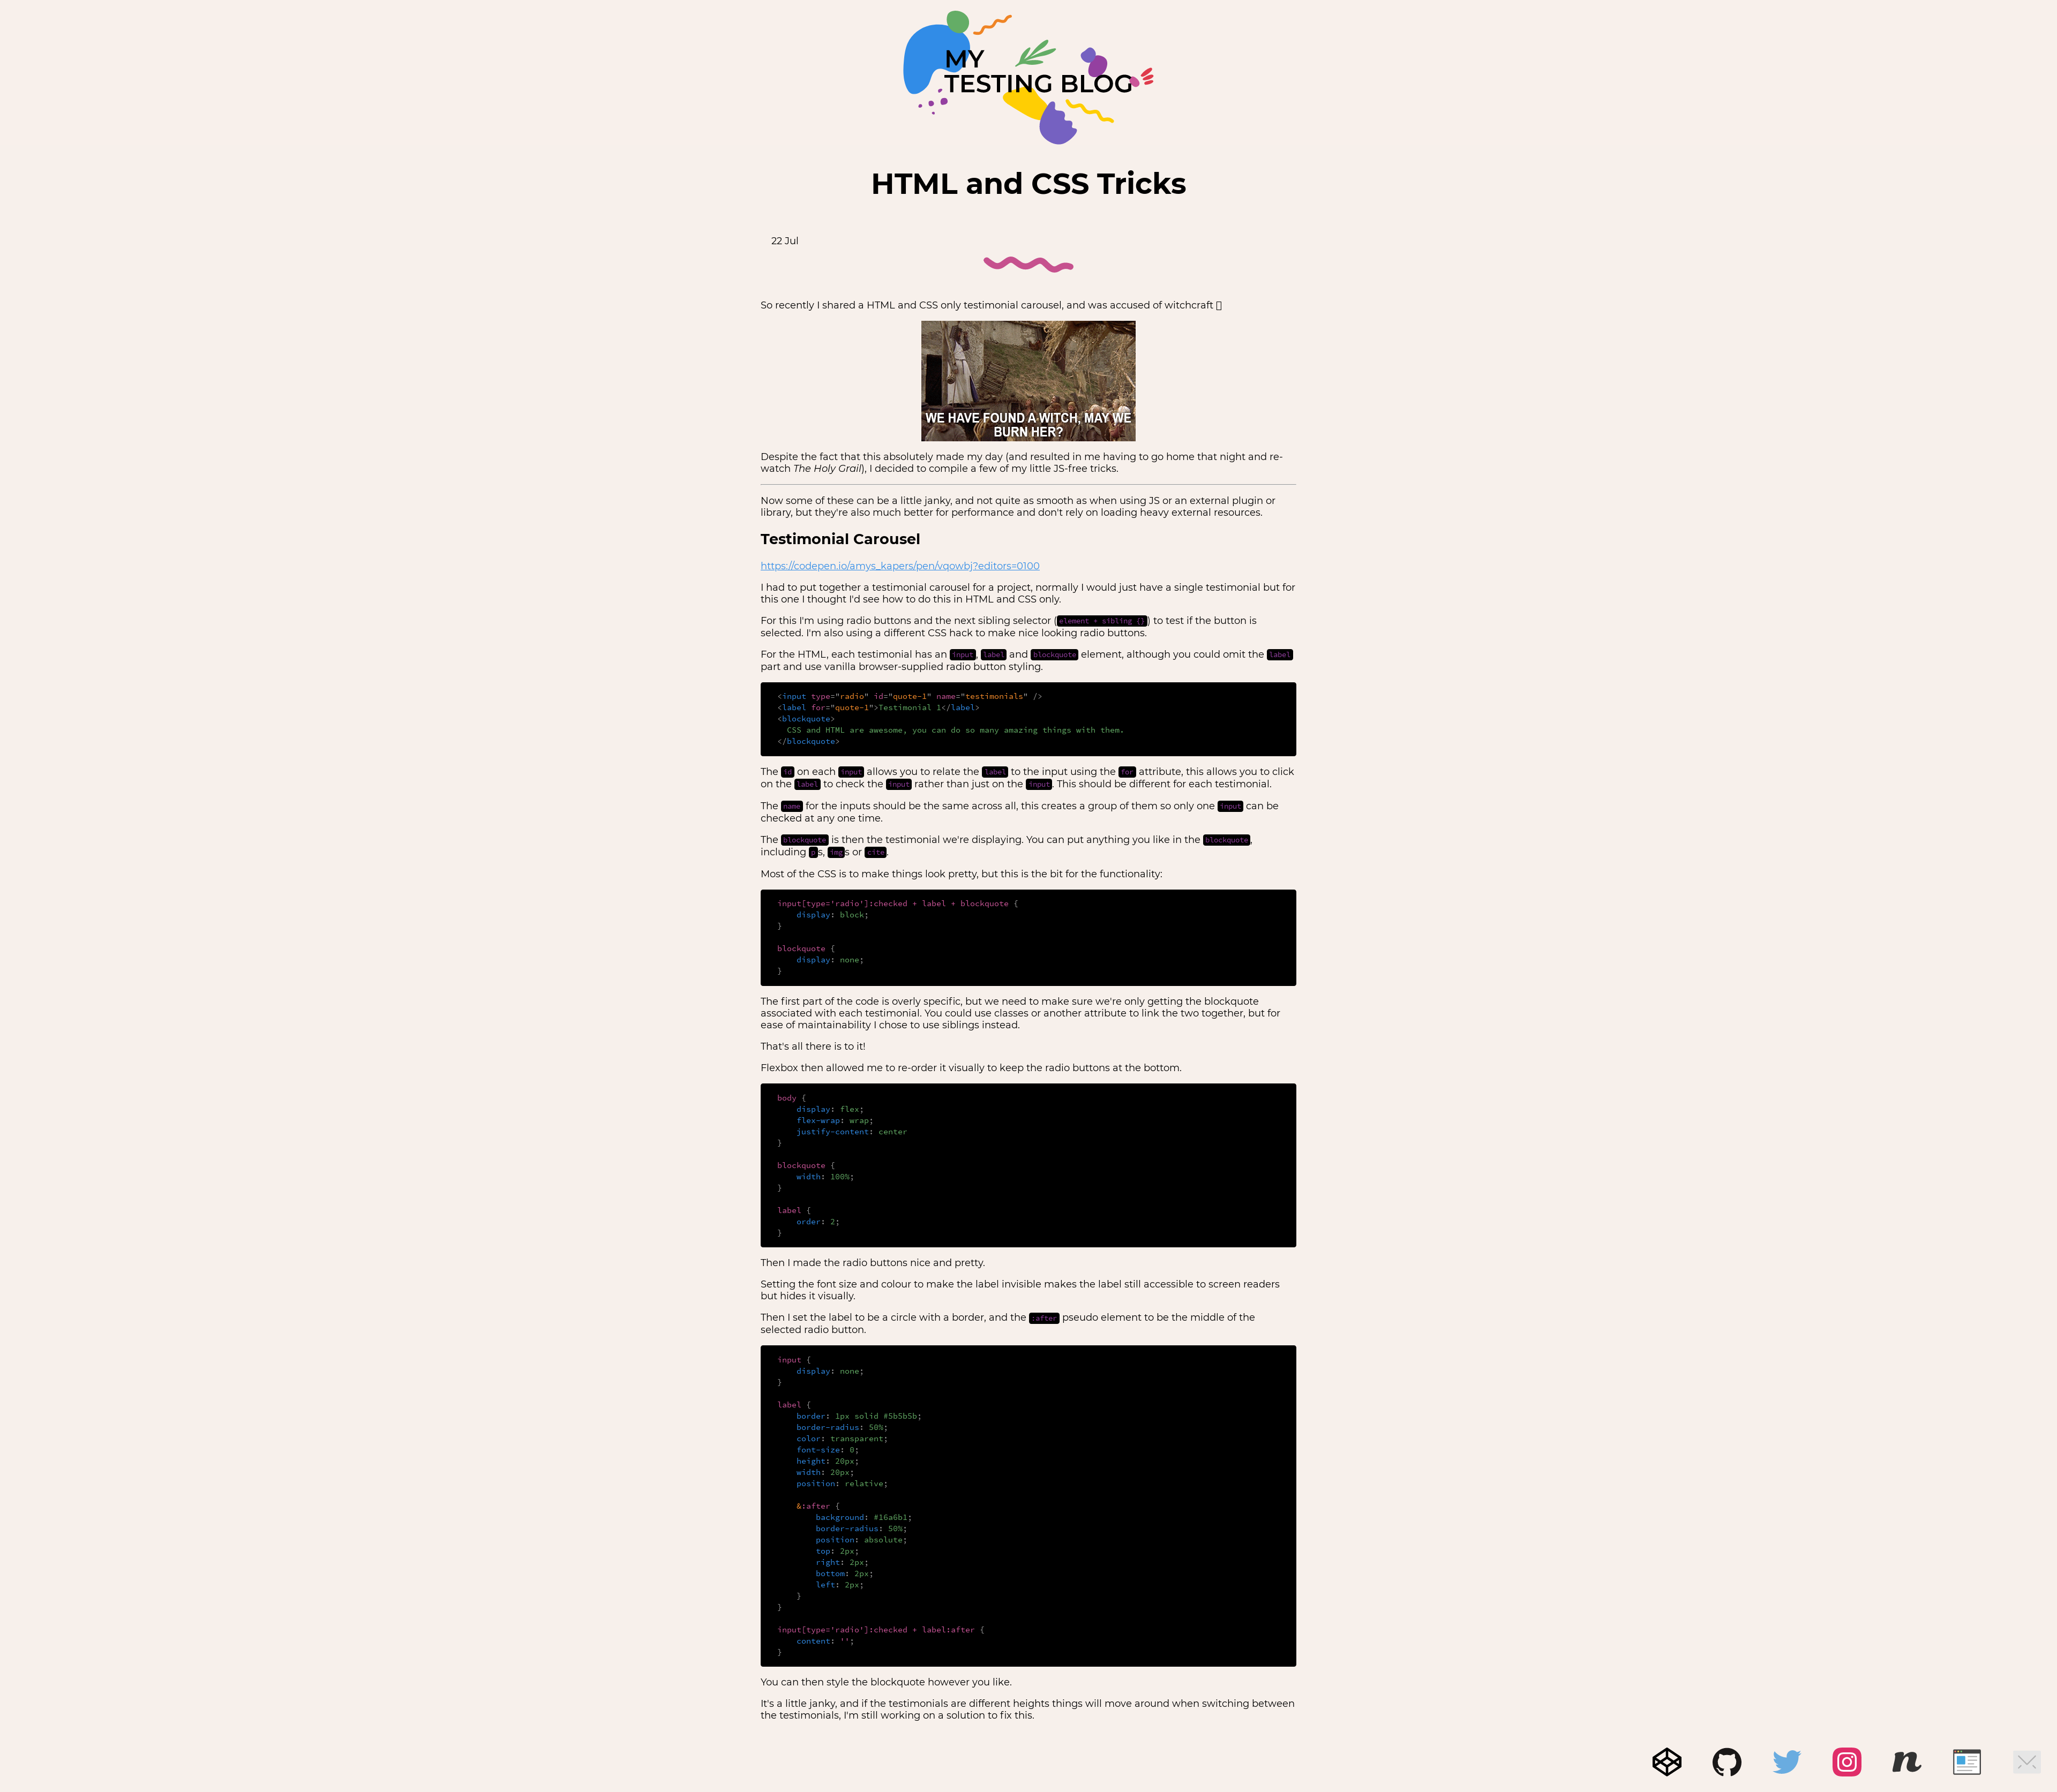 MY
TESTING BLOG
HTML and CSS Tricks
22 Jul
So recently I shared a HTML and CSS only testimonial carousel, and was accused of witchcraft
WE HAVE FOUND A WITCH, MAY WE
BURN HER?
Despite the fact that this absolutely made my day (and resulted in me having to go home that night and re-
watch The Holy Grail), I decided to compile a few of my little JS-free tricks.
Now some of these can be a little janky, and not quite as smooth as when using JS or an external plugin or
library, but they're also much better for performance and don't rely on loading heavy external resources.
Testimonial Carousel
https://codepen.io/amys_kapers/pen/vqowbj?editors=0100
I had to put together a testimonial carousel for a project, normally I would just have a single testimonial but for
this one I thought I'd see how to do this in HTML and CSS only.
For this I'm using radio buttons and the next sibling selector (element + sibling {}) to test if the button is
selected. I'm also using a different CSS hack to make nice looking radio buttons.
For the HTML, each testimonial has an input, label and blockquote element, although you could omit the label
part and use vanilla browser-supplied radio button styling.
<input type="radio" id="quote-1" name="testimonials" />
<label for="quote-1">Testimonial 1</label>
<blockquote>
CSS and HTML are awesome, you can do so many amazing things with them.
</blockquote>
The id on each input allows you to relate the label to the input using the for attribute, this allows you to click
on the label to check the input rather than just on the input. This should be different for each testimonial.
The name for the inputs should be the same across all, this creates a group of them so only one input can be
checked at any one time.
The blockquote is then the testimonial we're displaying. You can put anything you like in the blockquote,
including ps, imgs or cite.
Most of the CSS is to make things look pretty, but this is the bit for the functionality:
input[type='radio']:checked + label + blockquote {
display: block;
}
blockquote {
display: none;
}
The first part of the code is overly specific, but we need to make sure we're only getting the blockquote
associated with each testimonial. You could use classes or another attribute to link the two together, but for
ease of maintainability I chose to use siblings instead.
That's all there is to it!
Flexbox then allowed me to re-order it visually to keep the radio buttons at the bottom.
body {
display: flex;
flex-wrap: wrap;
justify-content: center
}
blockquote {
width: 100%;
}
label {
order: 2;
}
Then I made the radio buttons nice and pretty.
Setting the font size and colour to make the label invisible makes the label still accessible to screen readers
but hides it visually.
Then I set the label to be a circle with a border, and the :after pseudo element to be the middle of the
selected radio button.
input {
display: none;
}
label {
border: 1px solid #5b5b5b;
border-radius: 50%;
color: transparent;
font-size: 0;
height: 20px;
width: 20px;
position: relative;
&:after {
background: #16a6b1;
border-radius: 50%;
position: absolute;
top: 2px;
right: 2px;
bottom: 2px;
left: 2px;
}
}
input[type='radio']:checked + label:after {
content: '';
}
You can then style the blockquote however you like.
It's a little janky, and if the testimonials are different heights things will move around when switching between
the testimonials, I'm still working on a solution to fix this.